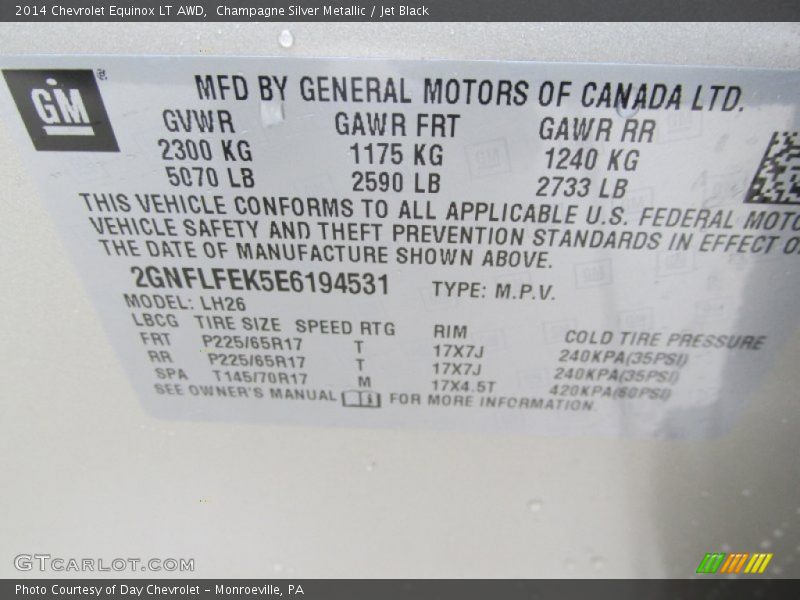 2014 Chevrolet Equinox LT AWD,  Champagne Silver Metallic / Jet Black
GM
MFD BY GENERAL MOTORS OF CANADA LTD.
GVWR GAWR FRT GAWR RR
2300 KG 1175 KG 1240 KG
5070 LB 2590 LB 2733 LB
THIS VEHICLE CONFORMS TO ALL APPLICABLE U.S. FEDERAL MOTO
VEHICLE SAFETY AND THEFT PREVENTION STANDARDS IN EFFECT O
THE DATE OF MANUFACTURE SHOWN ABOVE.
2GNFLFEK5E6194531 TYPE: M.P.V.
MODEL: LH26
LBCG TIRE SIZE SPEED RTG RIM COLD TIRE PRESSURE
FRT P225/65R17 T 17X7J 240KPA(35PSI)
RR P225/65R17 T 17X7J 240KPA(35PSI)
SPA T145/70R17 M 17X4.5T 420KPA(60PSI)
SEE OWNER'S MANUAL FOR MORE INFORMATION.
GTCARLOT.COM
Photo Courtesy of Day Chevrolet - Monroeville, PA